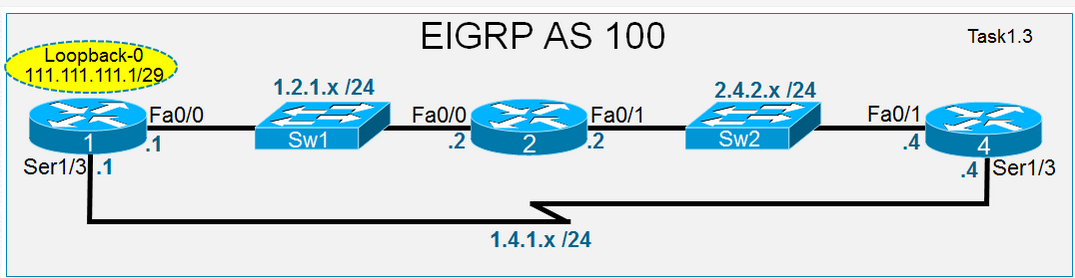 EIGRP AS 100
Task1.3
Loopback-0
111.111.111.1/29
1.2.1.x /24
2.4.2.x /24
Fa0/0
Fa0/0
Fa0/1
Fa0/1
1
Sw1
2
Sw2
4
.1
.2
.2
.4
Ser1/3
.1
.4
Ser1/3
1.4.1.x /24